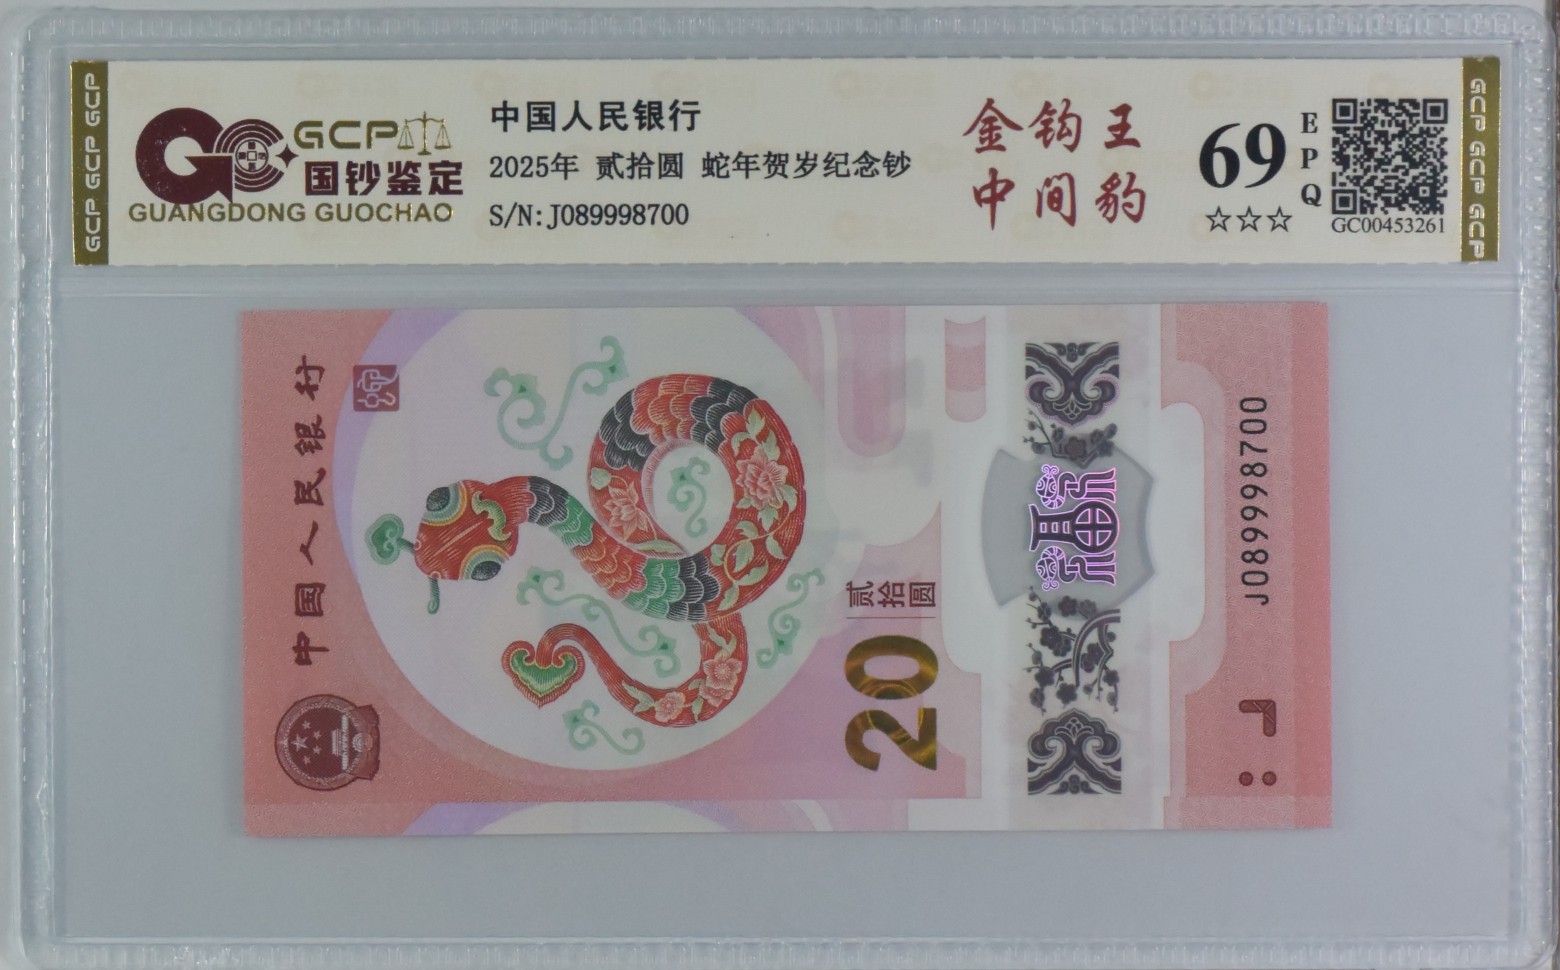 GCP GCP GCP
GCP
国钞鉴定
GUANGDONG GUOCHAO
中国人民银行
2025年 贰拾圆 蛇年贺岁纪念钞
S/N:J089998700
金钩王
中间豹
69
EPQ
☆☆☆
GC00453261
GCP GCP GCP
中国人民银行
贰拾圆
20
福
J089998700